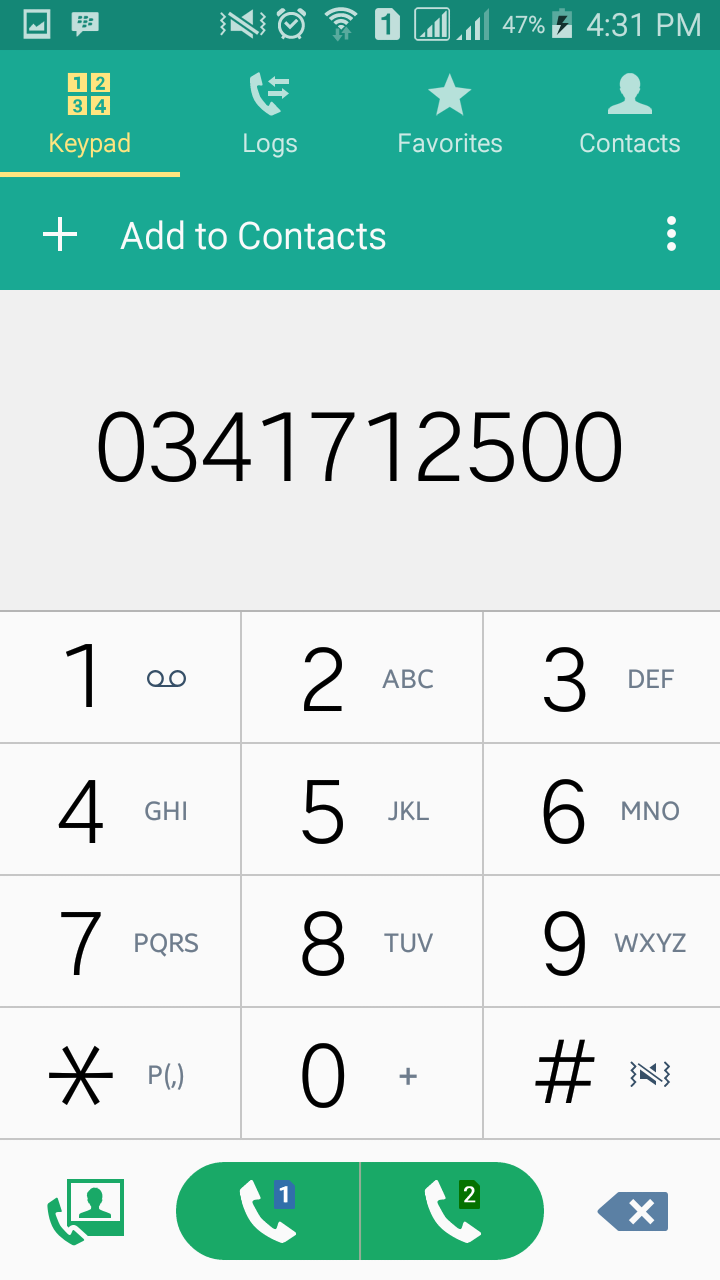 1 47% 4:31 PM
1 2
3 4
Keypad Logs Favorites Contacts
+ Add to Contacts
0341712500
1 2 ABC 3 DEF
4 GHI 5 JKL 6 MNO
7 PQRS 8 TUV 9 WXYZ
* P(,) 0 + #
1 2